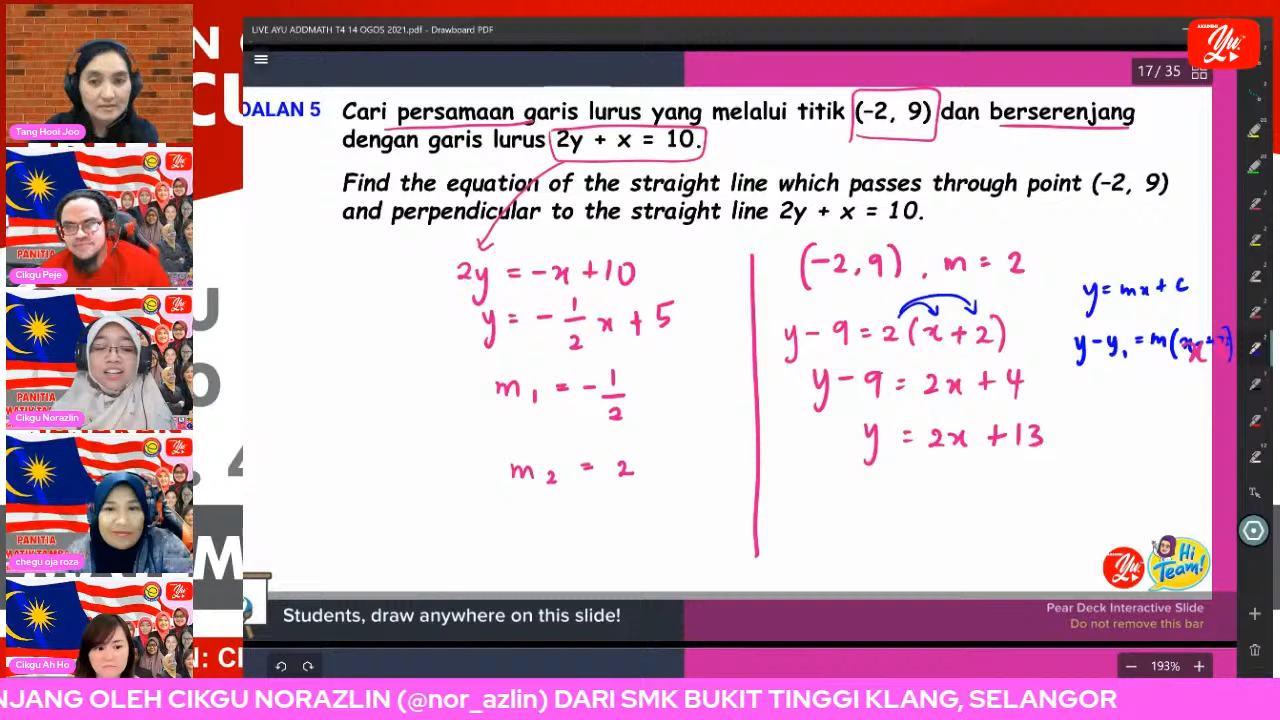 LIVE AYU ADDMATH T4 14 OGOS 2021.pdf - Drawboard PDF
17 / 35
OALAN 5
Cari persamaan garis lurus yang melalui titik (-2, 9) dan berserenjang
dengan garis lurus 2y + x = 10.
Find the equation of the straight line which passes through point (-2, 9)
and perpendicular to the straight line 2y + x = 10.
2y = -x + 10
y = - 1/2 x + 5
m₁ = - 1/2
m₂ = 2
(-2, 9) , m = 2
y - 9 = 2 (x + 2)
y - 9 = 2x + 4
y = 2x + 13
y = mx + c
y - y₁ = m(
Tang Hooi Joo
PANITIA
Cikgu Peje
Cikgu Norazlin
PANITIA
MATIK TAMBA
chegu oja roza
Cikgu Ah Ho
Hi
Team!
Students, draw anywhere on this slide!
Pear Deck Interactive Slide
Do not remove this bar
193%
NJANG OLEH CIKGU NORAZLIN (@nor_azlin) DARI SMK BUKIT TINGGI KLANG, SELANGOR